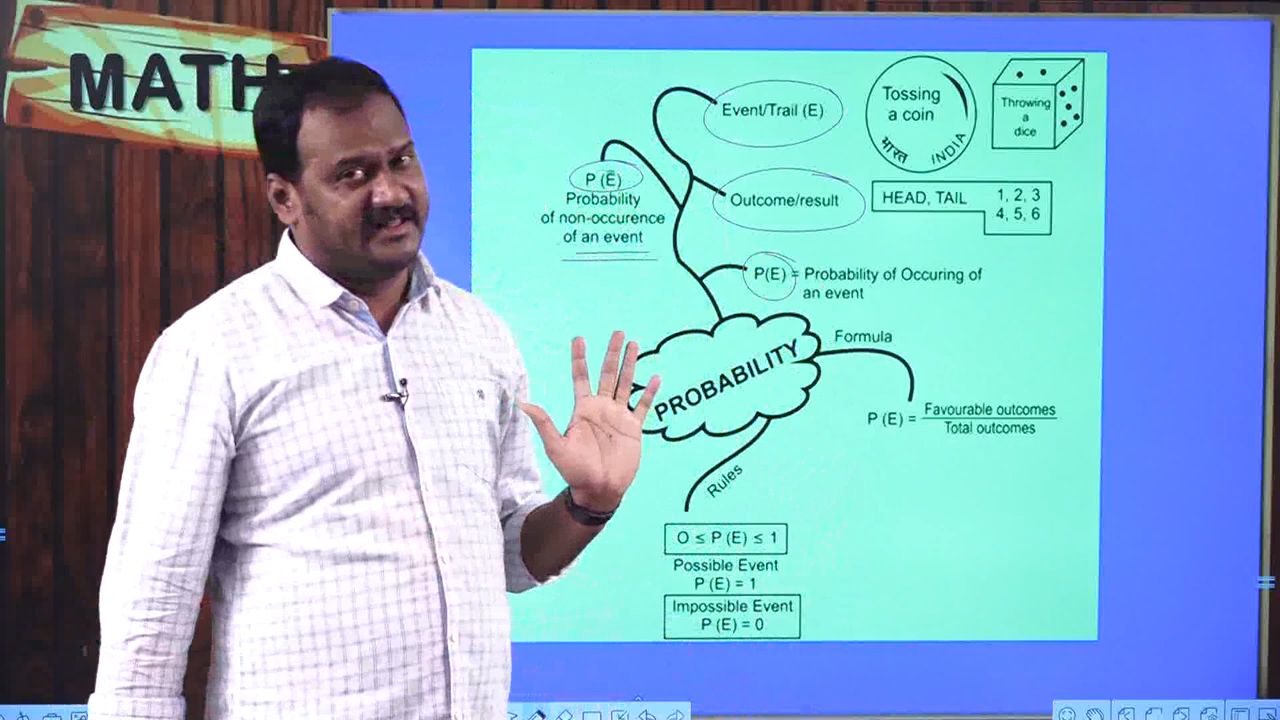 MATH
Event/Trail (E)
Tossing
a coin
भारत
INDIA
Throwing
a
dice
P (Ē)
Probability
of non-occurence
of an event
Outcome/result
HEAD, TAIL
1, 2, 3
4, 5, 6
P(E) = Probability of Occuring of
an event
PROBABILITY
Formula
P (E) = Favourable outcomes
Total outcomes
Rules
O ≤ P (E) ≤ 1
Possible Event
P (E) = 1
Impossible Event
P (E) = 0